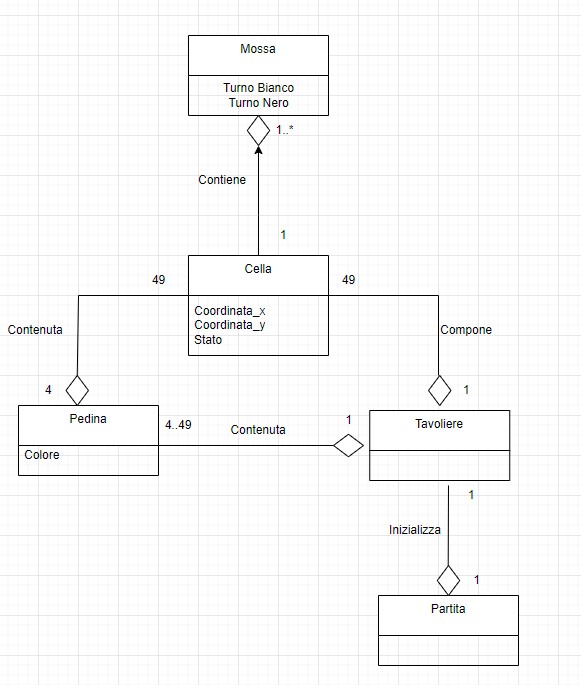 Mossa
Turno Bianco
Turno Nero
1..*
Contiene
1
Cella
49
49
Coordinata_x
Coordinata_y
Stato
Contenuta
Compone
4
1
Pedina
4..49
Contenuta
1
Tavoliere
Colore
1
Inizializza
1
Partita